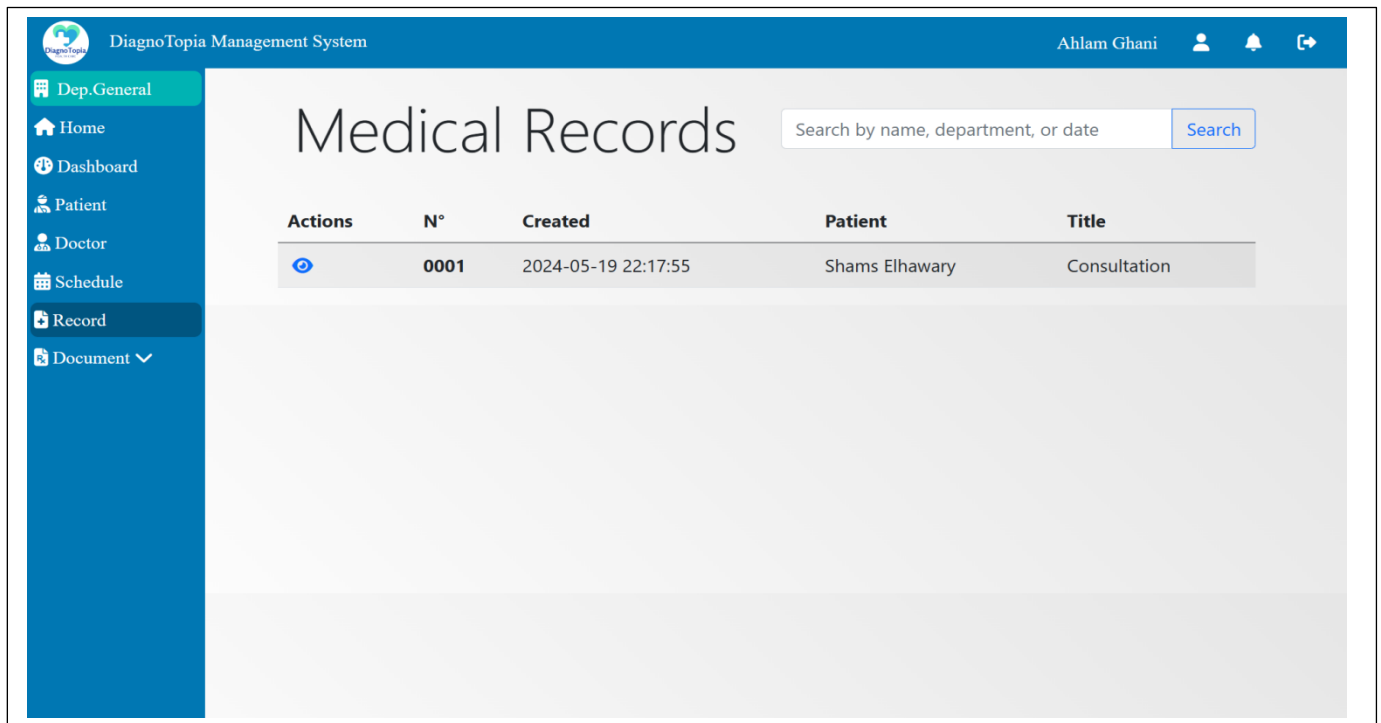 DiagnoTopia
DiagnoTopia Management System
Ahlam Ghani
Dep.General
Home
Dashboard
Patient
Doctor
Schedule
Record
Document
Medical Records
Search by name, department, or date
Search
Actions N° Created Patient Title
0001 2024-05-19 22:17:55 Shams Elhawary Consultation